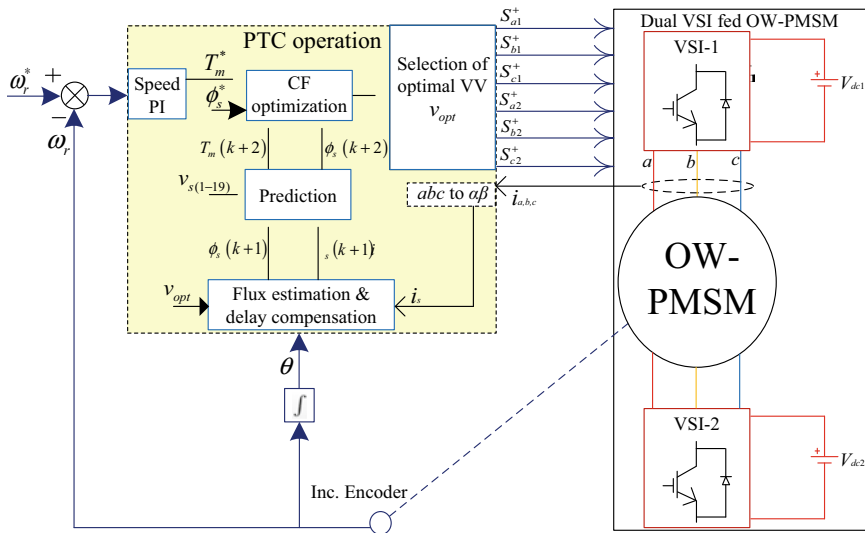 PTC operation
Dual VSI fed OW-PMSM
ω_r^*
+
−
ω_r
Speed
PI
T_m^*
ϕ_s^*
CF
optimization
Selection of
optimal VV
v_opt
S_a1^+
S_b1^+
S_c1^+
S_a2^+
S_b2^+
S_c2^+
VSI-1
+
V_dc1
a
b
c
T_m (k+2)
ϕ_s (k+2)
v_s(1−19)
Prediction
abc to αβ
i_a,b,c
ϕ_s (k+1)
s (k+1)i
v_opt
Flux estimation &
delay compensation
i_s
OW-
PMSM
θ
∫
Inc. Encoder
VSI-2
+
V_dc2